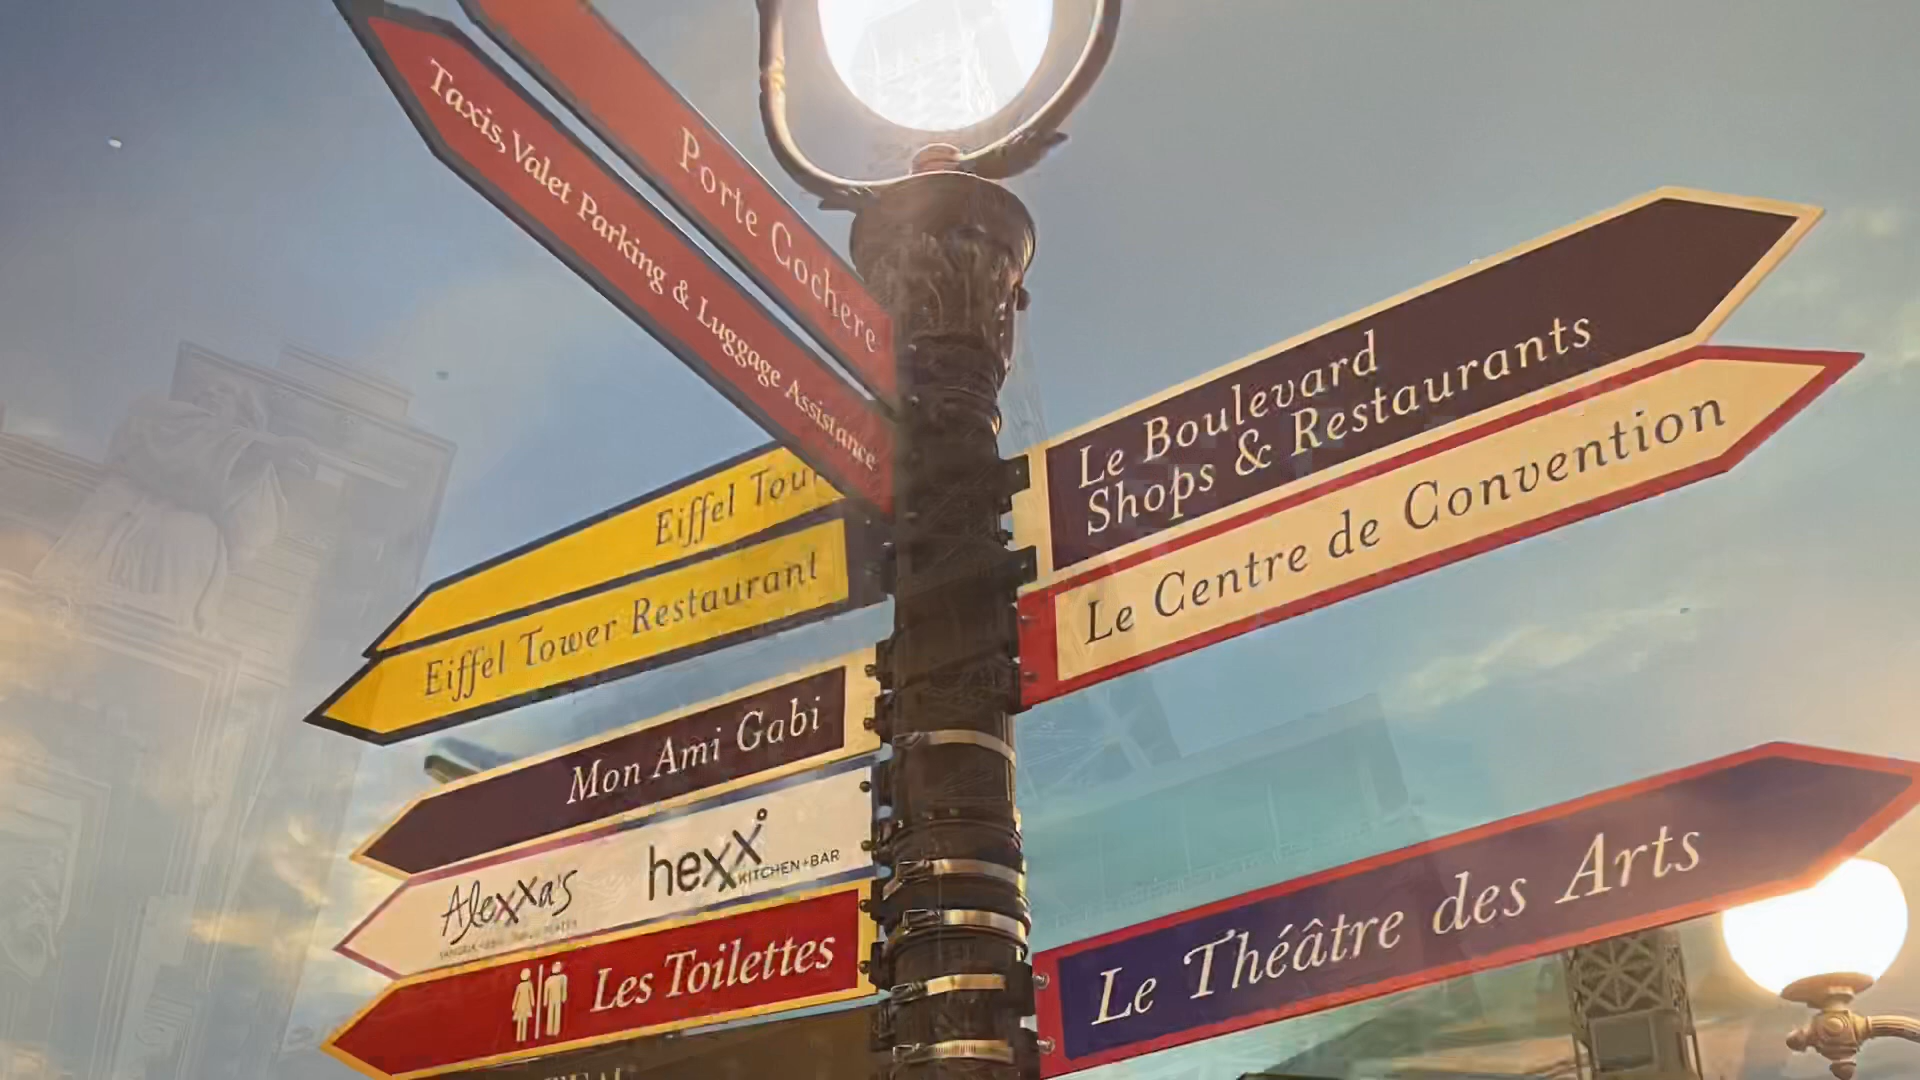 Porte Cochere
Taxis, Valet Parking & Luggage Assistance
Eiffel Tour
Eiffel Tower Restaurant
Mon Ami Gabi
Alexxa's
hexx
KITCHEN+BAR
Les Toilettes
Le Boulevard
Shops & Restaurants
Le Centre de Convention
Le Théâtre des Arts